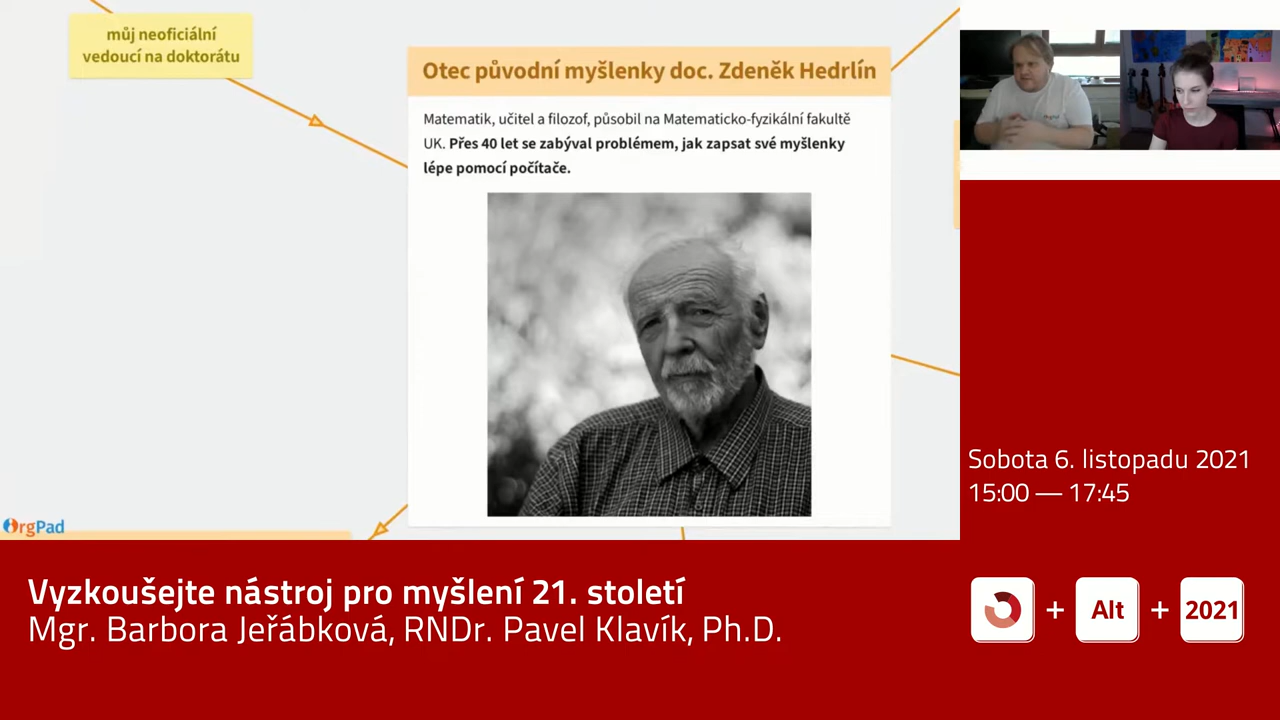 můj neoficiální
vedoucí na doktorátu
Otec původní myšlenky doc. Zdeněk Hedrlín
Matematik, učitel a filozof, působil na Matematicko-fyzikální fakultě
UK. Přes 40 let se zabýval problémem, jak zapsat své myšlenky
lépe pomocí počítače.
OrgPad
Sobota 6. listopadu 2021
15:00 — 17:45
Vyzkoušejte nástroj pro myšlení 21. století
Mgr. Barbora Jeřábková, RNDr. Pavel Klavík, Ph.D.
+ Alt + 2021